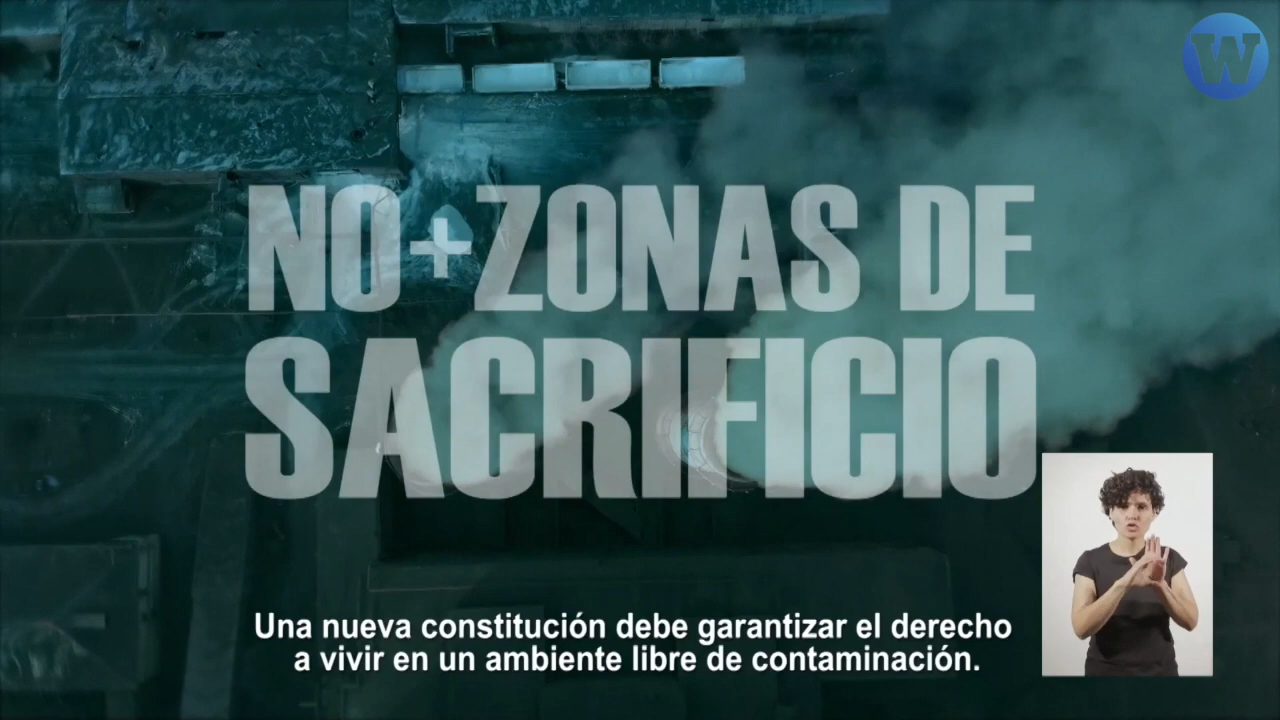 W
NO+ZONAS DE
SACRIFICIO
Una nueva constitución debe garantizar el derecho
a vivir en un ambiente libre de contaminación.